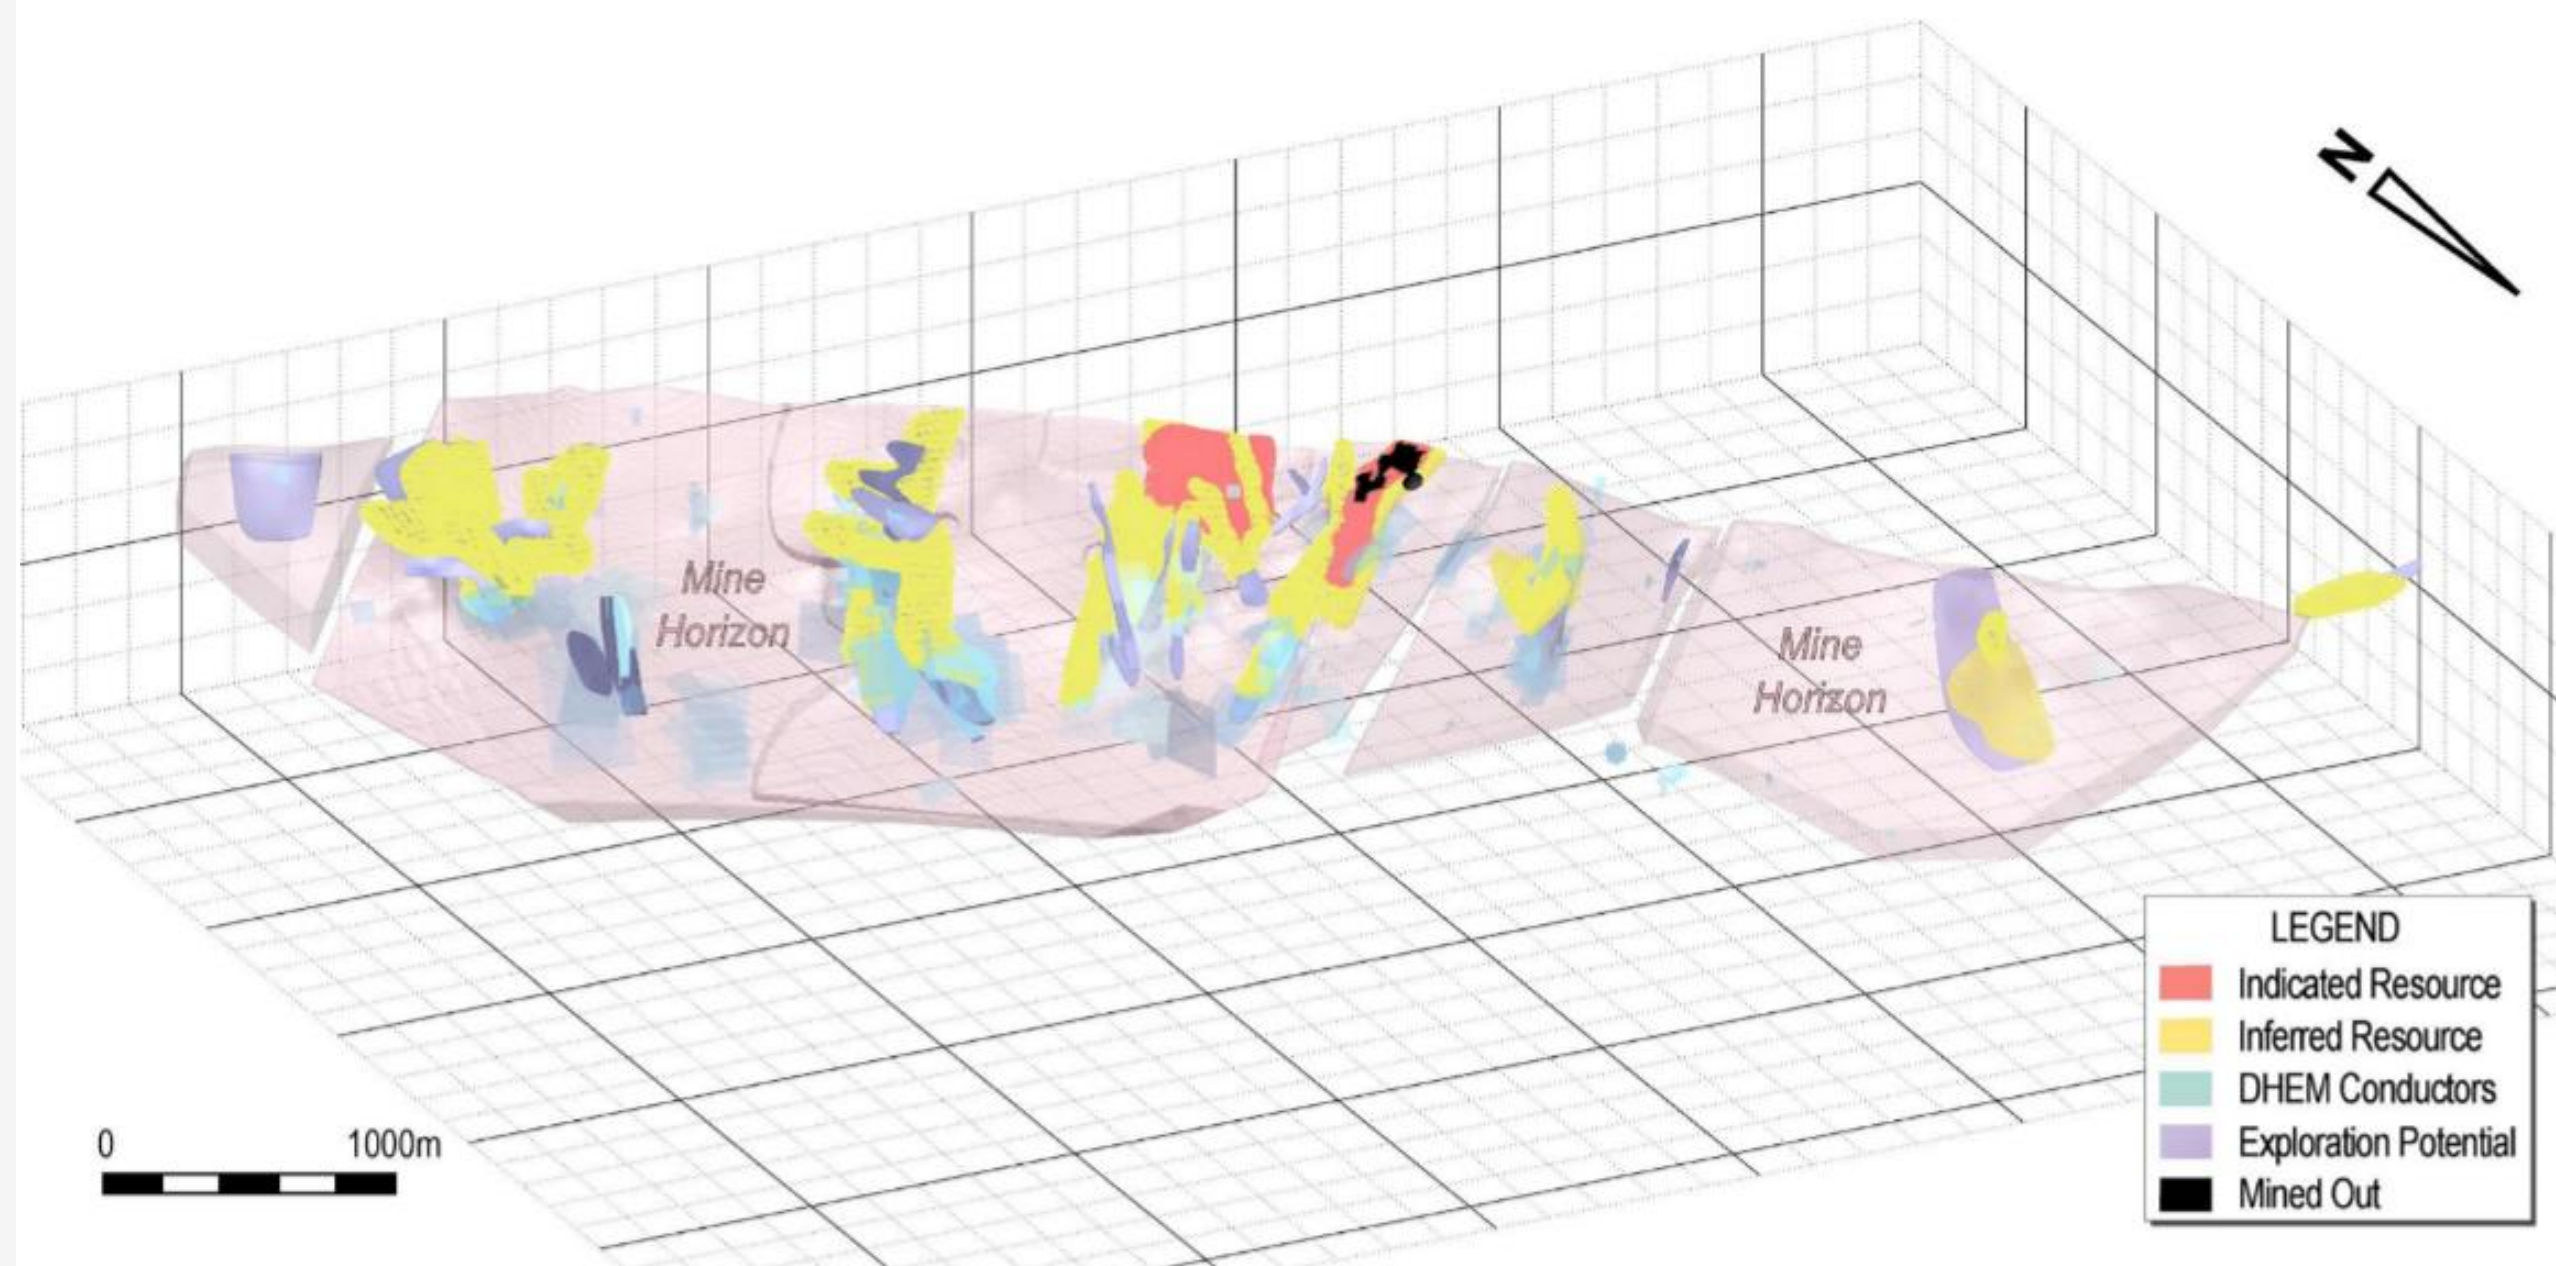 N
Mine
Horizon
Mine
Horizon
0 1000m
LEGEND
Indicated Resource
Inferred Resource
DHEM Conductors
Exploration Potential
Mined Out